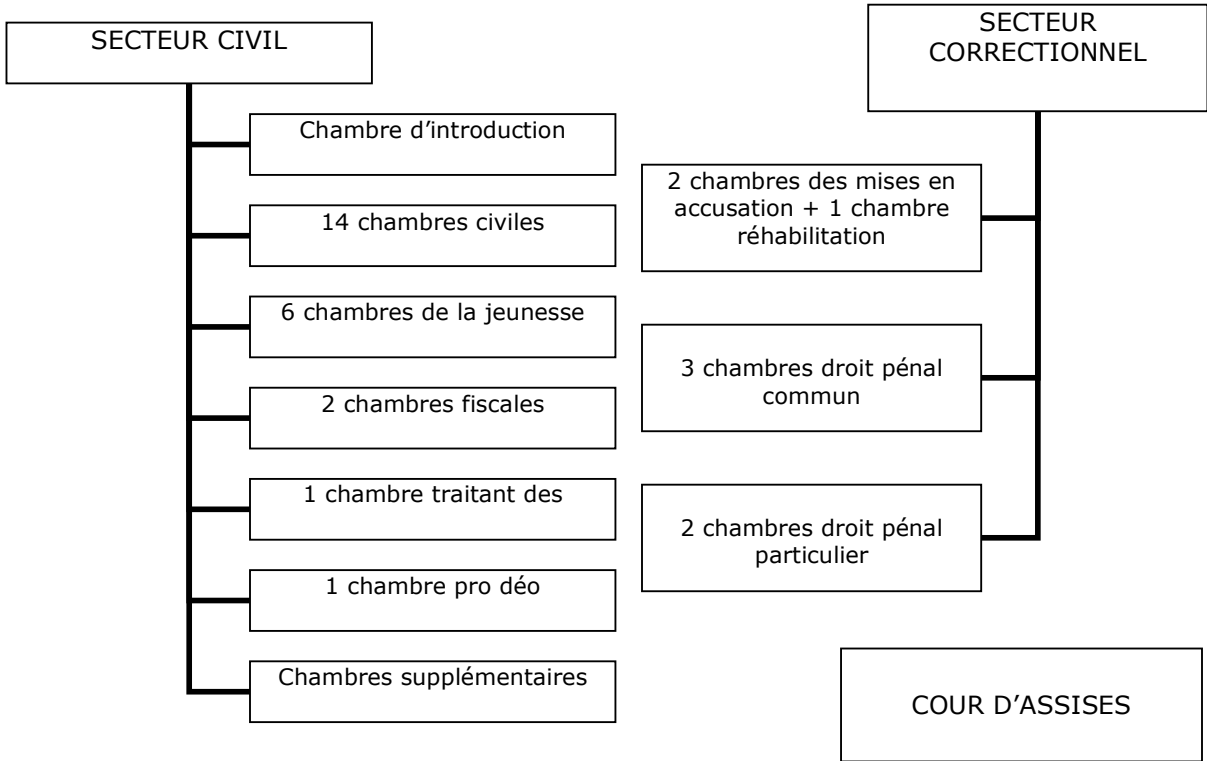 SECTEUR CIVIL
Chambre d’introduction
14 chambres civiles
6 chambres de la jeunesse
2 chambres fiscales
1 chambre traitant des
1 chambre pro déo
Chambres supplémentaires
SECTEUR
CORRECTIONNEL
2 chambres des mises en
accusation + 1 chambre
réhabilitation
3 chambres droit pénal
commun
2 chambres droit pénal
particulier
COUR D’ASSISES